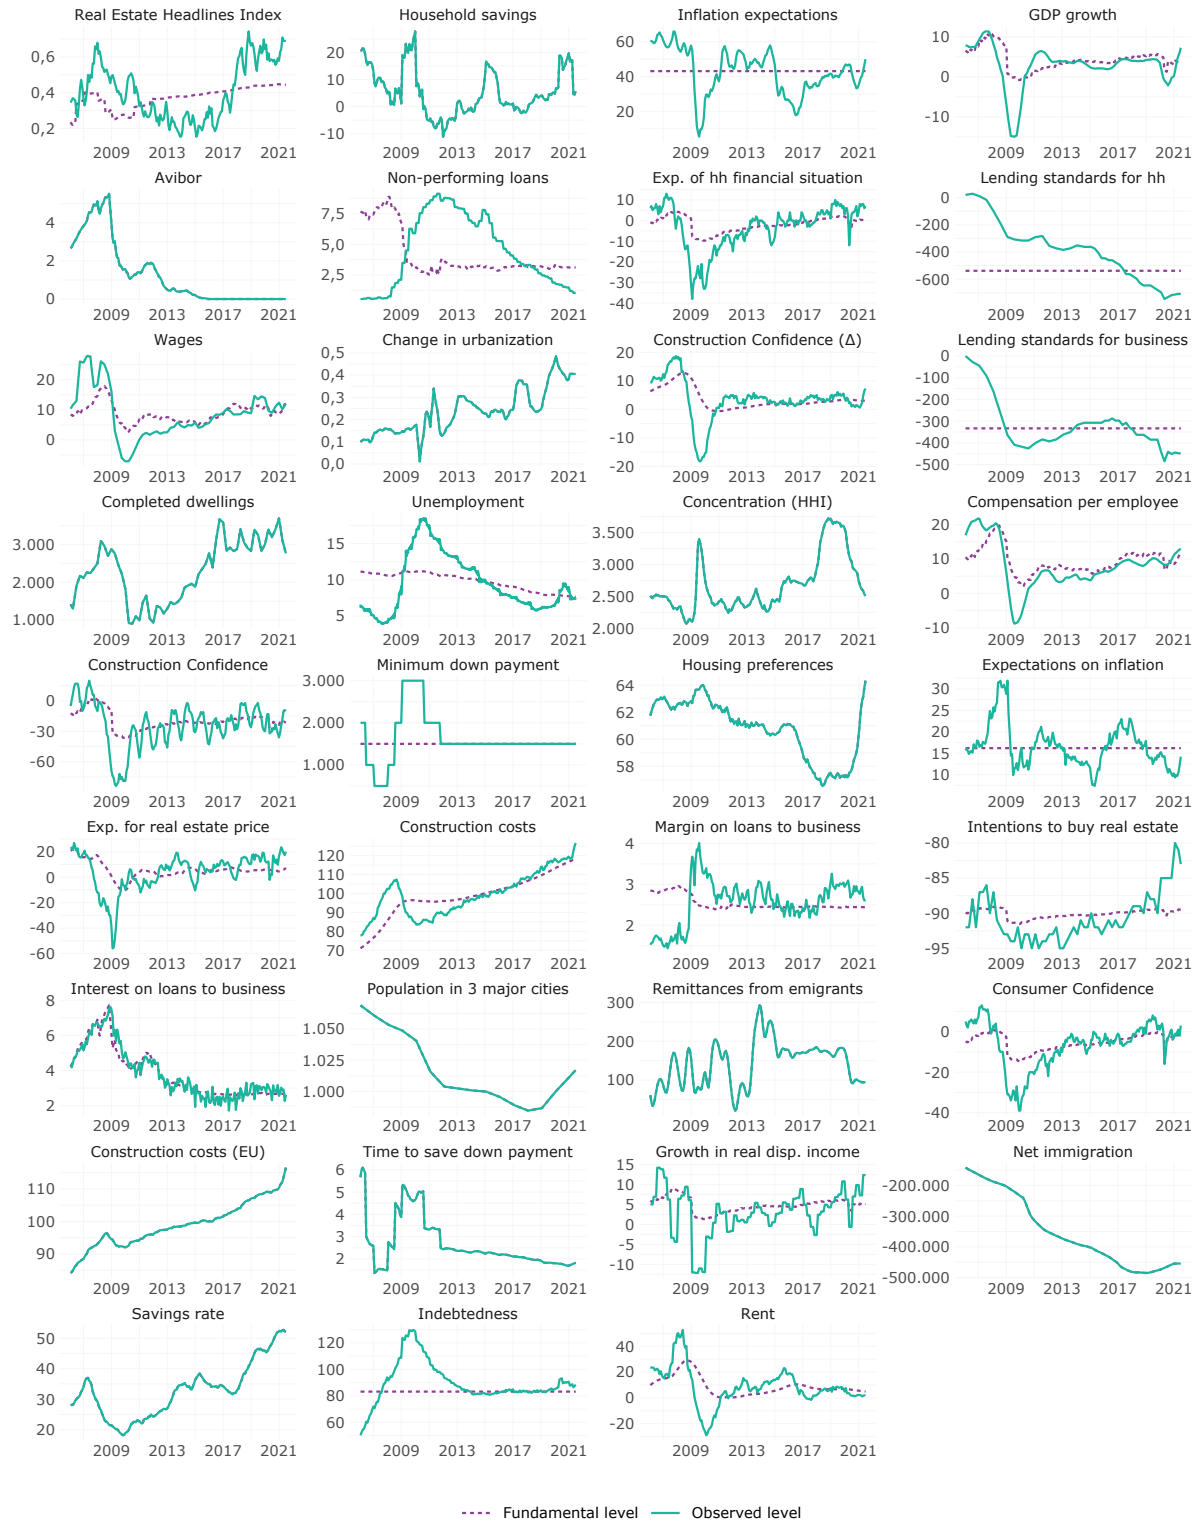 Real Estate Headlines Index
0,6
0,4
0,2
2009 2013 2017 2021
Household savings
20
10
0
-10
2009 2013 2017 2021
Inflation expectations
60
40
20
2009 2013 2017 2021
GDP growth
10
0
-10
2009 2013 2017 2021
Avibor
4
2
0
2009 2013 2017 2021
Non-performing loans
7,5
5,0
2,5
2009 2013 2017 2021
Exp. of hh financial situation
10
0
-10
-20
-30
-40
2009 2013 2017 2021
Lending standards for hh
0
-200
-400
-600
2009 2013 2017 2021
Wages
20
10
0
2009 2013 2017 2021
Change in urbanization
0,5
0,4
0,3
0,2
0,1
0,0
2009 2013 2017 2021
Construction Confidence (Δ)
20
10
0
-10
-20
2009 2013 2017 2021
Lending standards for business
0
-100
-200
-300
-400
-500
2009 2013 2017 2021
Completed dwellings
3.000
2.000
1.000
2009 2013 2017 2021
Unemployment
15
10
5
2009 2013 2017 2021
Concentration (HHI)
3.500
3.000
2.500
2.000
2009 2013 2017 2021
Compensation per employee
20
10
0
-10
2009 2013 2017 2021
Construction Confidence
0
-30
-60
2009 2013 2017 2021
Minimum down payment
3.000
2.000
1.000
2009 2013 2017 2021
Housing preferences
64
62
60
58
2009 2013 2017 2021
Expectations on inflation
30
25
20
15
10
2009 2013 2017 2021
Exp. for real estate price
20
0
-20
-40
-60
2009 2013 2017 2021
Construction costs
120
110
100
90
80
70
2009 2013 2017 2021
Margin on loans to business
4
3
2
2009 2013 2017 2021
Intentions to buy real estate
-80
-85
-90
-95
2009 2013 2017 2021
Interest on loans to business
8
6
4
2
2009 2013 2017 2021
Population in 3 major cities
1.050
1.025
1.000
2009 2013 2017 2021
Remittances from emigrants
300
200
100
2009 2013 2017 2021
Consumer Confidence
0
-20
-40
2009 2013 2017 2021
Construction costs (EU)
110
100
90
2009 2013 2017 2021
Time to save down payment
6
5
4
3
2
2009 2013 2017 2021
Growth in real disp. income
15
10
5
0
-5
-10
2009 2013 2017 2021
Net immigration
-200.000
-300.000
-400.000
-500.000
2009 2013 2017 2021
Savings rate
50
40
30
20
2009 2013 2017 2021
Indebtedness
120
100
80
60
2009 2013 2017 2021
Rent
40
20
0
-20
2009 2013 2017 2021
Fundamental level Observed level